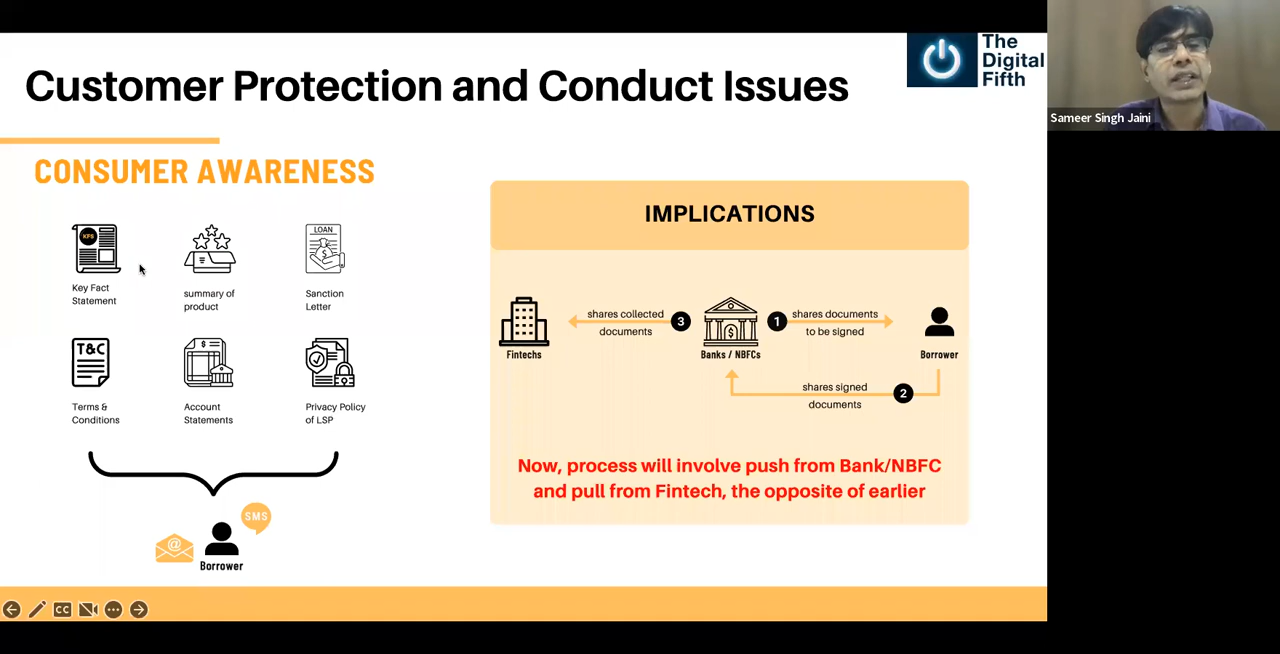 The
Digital
Fifth
Sameer Singh Jaini
Customer Protection and Conduct Issues
CONSUMER AWARENESS
KFS
Key Fact
Statement
summary of
product
LOAN
Sanction
Letter
T&C
Terms &
Conditions
Account
Statements
Privacy Policy
of LSP
SMS
@
Borrower
IMPLICATIONS
Fintechs
shares collected
documents
3
Banks / NBFCs
1
shares documents
to be signed
Borrower
shares signed
documents
2
Now, process will involve push from Bank/NBFC
and pull from Fintech, the opposite of earlier
CC